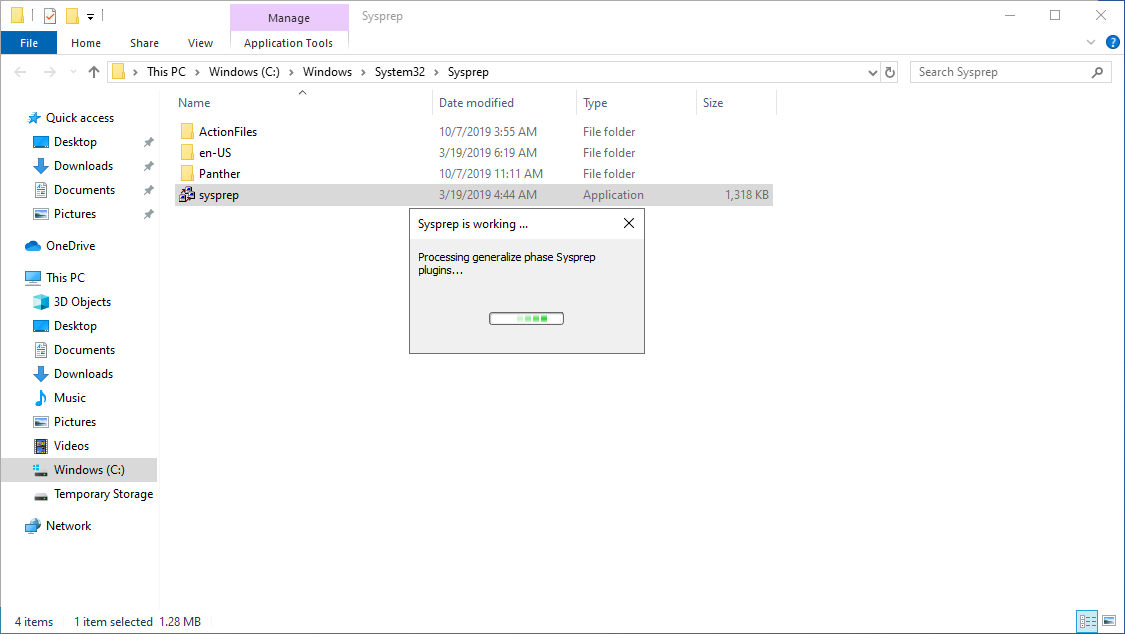 Manage
Sysprep
File
Home
Share
View
Application Tools
?
This PC > Windows (C:) > Windows > System32 > Sysprep
Search Sysprep
Name
Date modified
Type
Size
Quick access
Desktop
Downloads
Documents
Pictures
OneDrive
This PC
3D Objects
Desktop
Documents
Downloads
Music
Pictures
Videos
Windows (C:)
Temporary Storage
Network
ActionFiles 10/7/2019 3:55 AM File folder
en-US 3/19/2019 6:19 AM File folder
Panther 10/7/2019 11:11 AM File folder
sysprep 3/19/2019 4:44 AM Application 1,318 KB
Sysprep is working ...
Processing generalize phase Sysprep
plugins...
4 items 1 item selected 1.28 MB